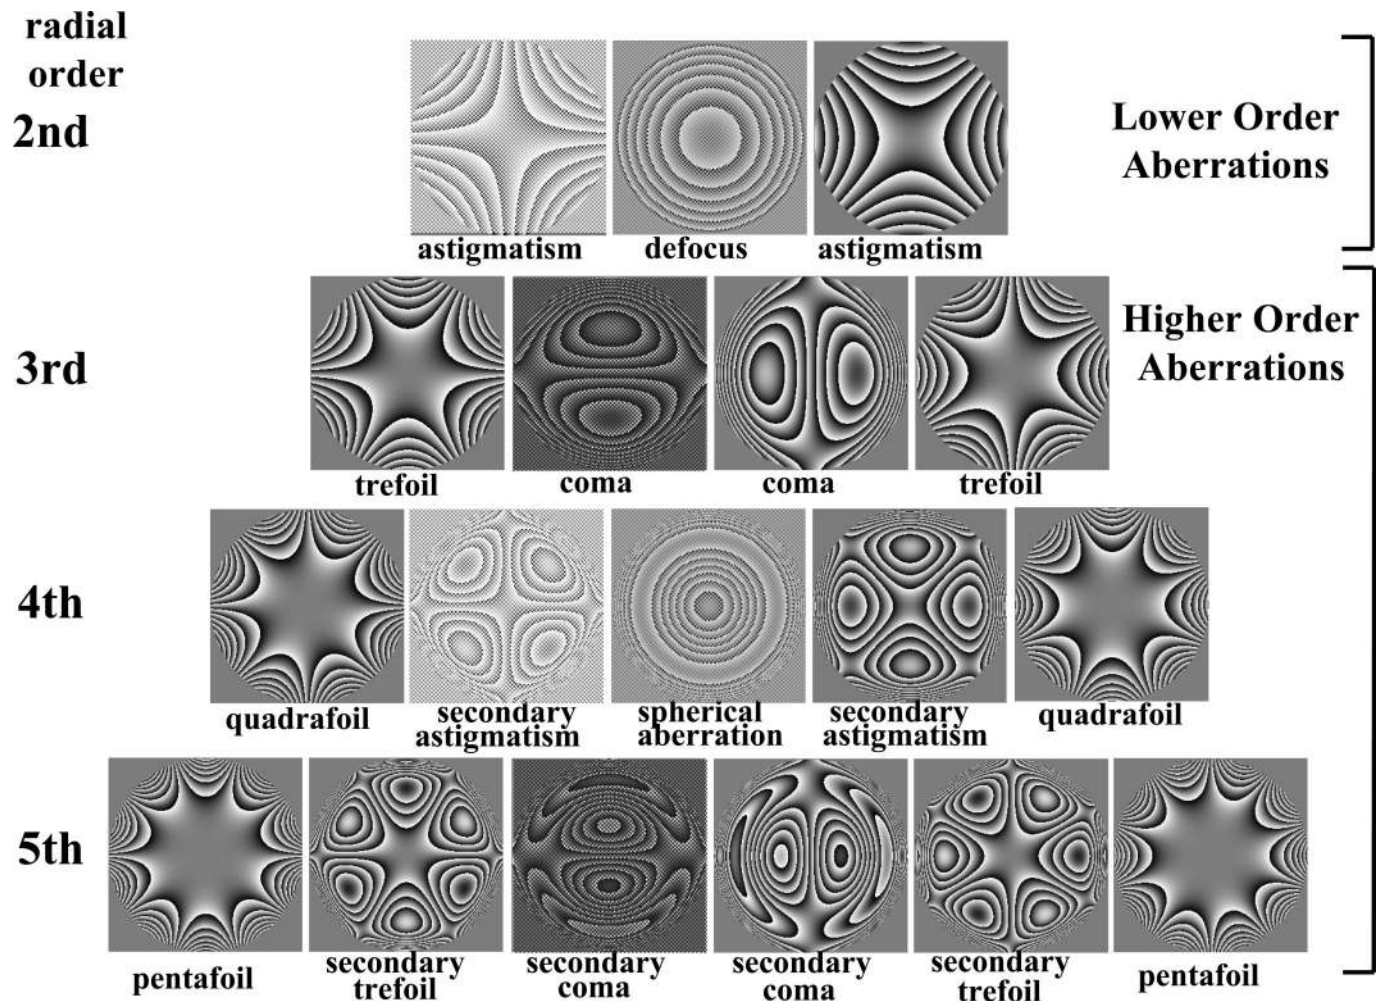 radial
order
2nd
Lower Order
Aberrations
astigmatism
defocus
astigmatism
3rd
Higher Order
Aberrations
trefoil
coma
coma
trefoil
4th
quadrafoil
secondary
astigmatism
spherical
aberration
secondary
astigmatism
quadrafoil
5th
pentafoil
secondary
trefoil
secondary
coma
secondary
coma
secondary
trefoil
pentafoil